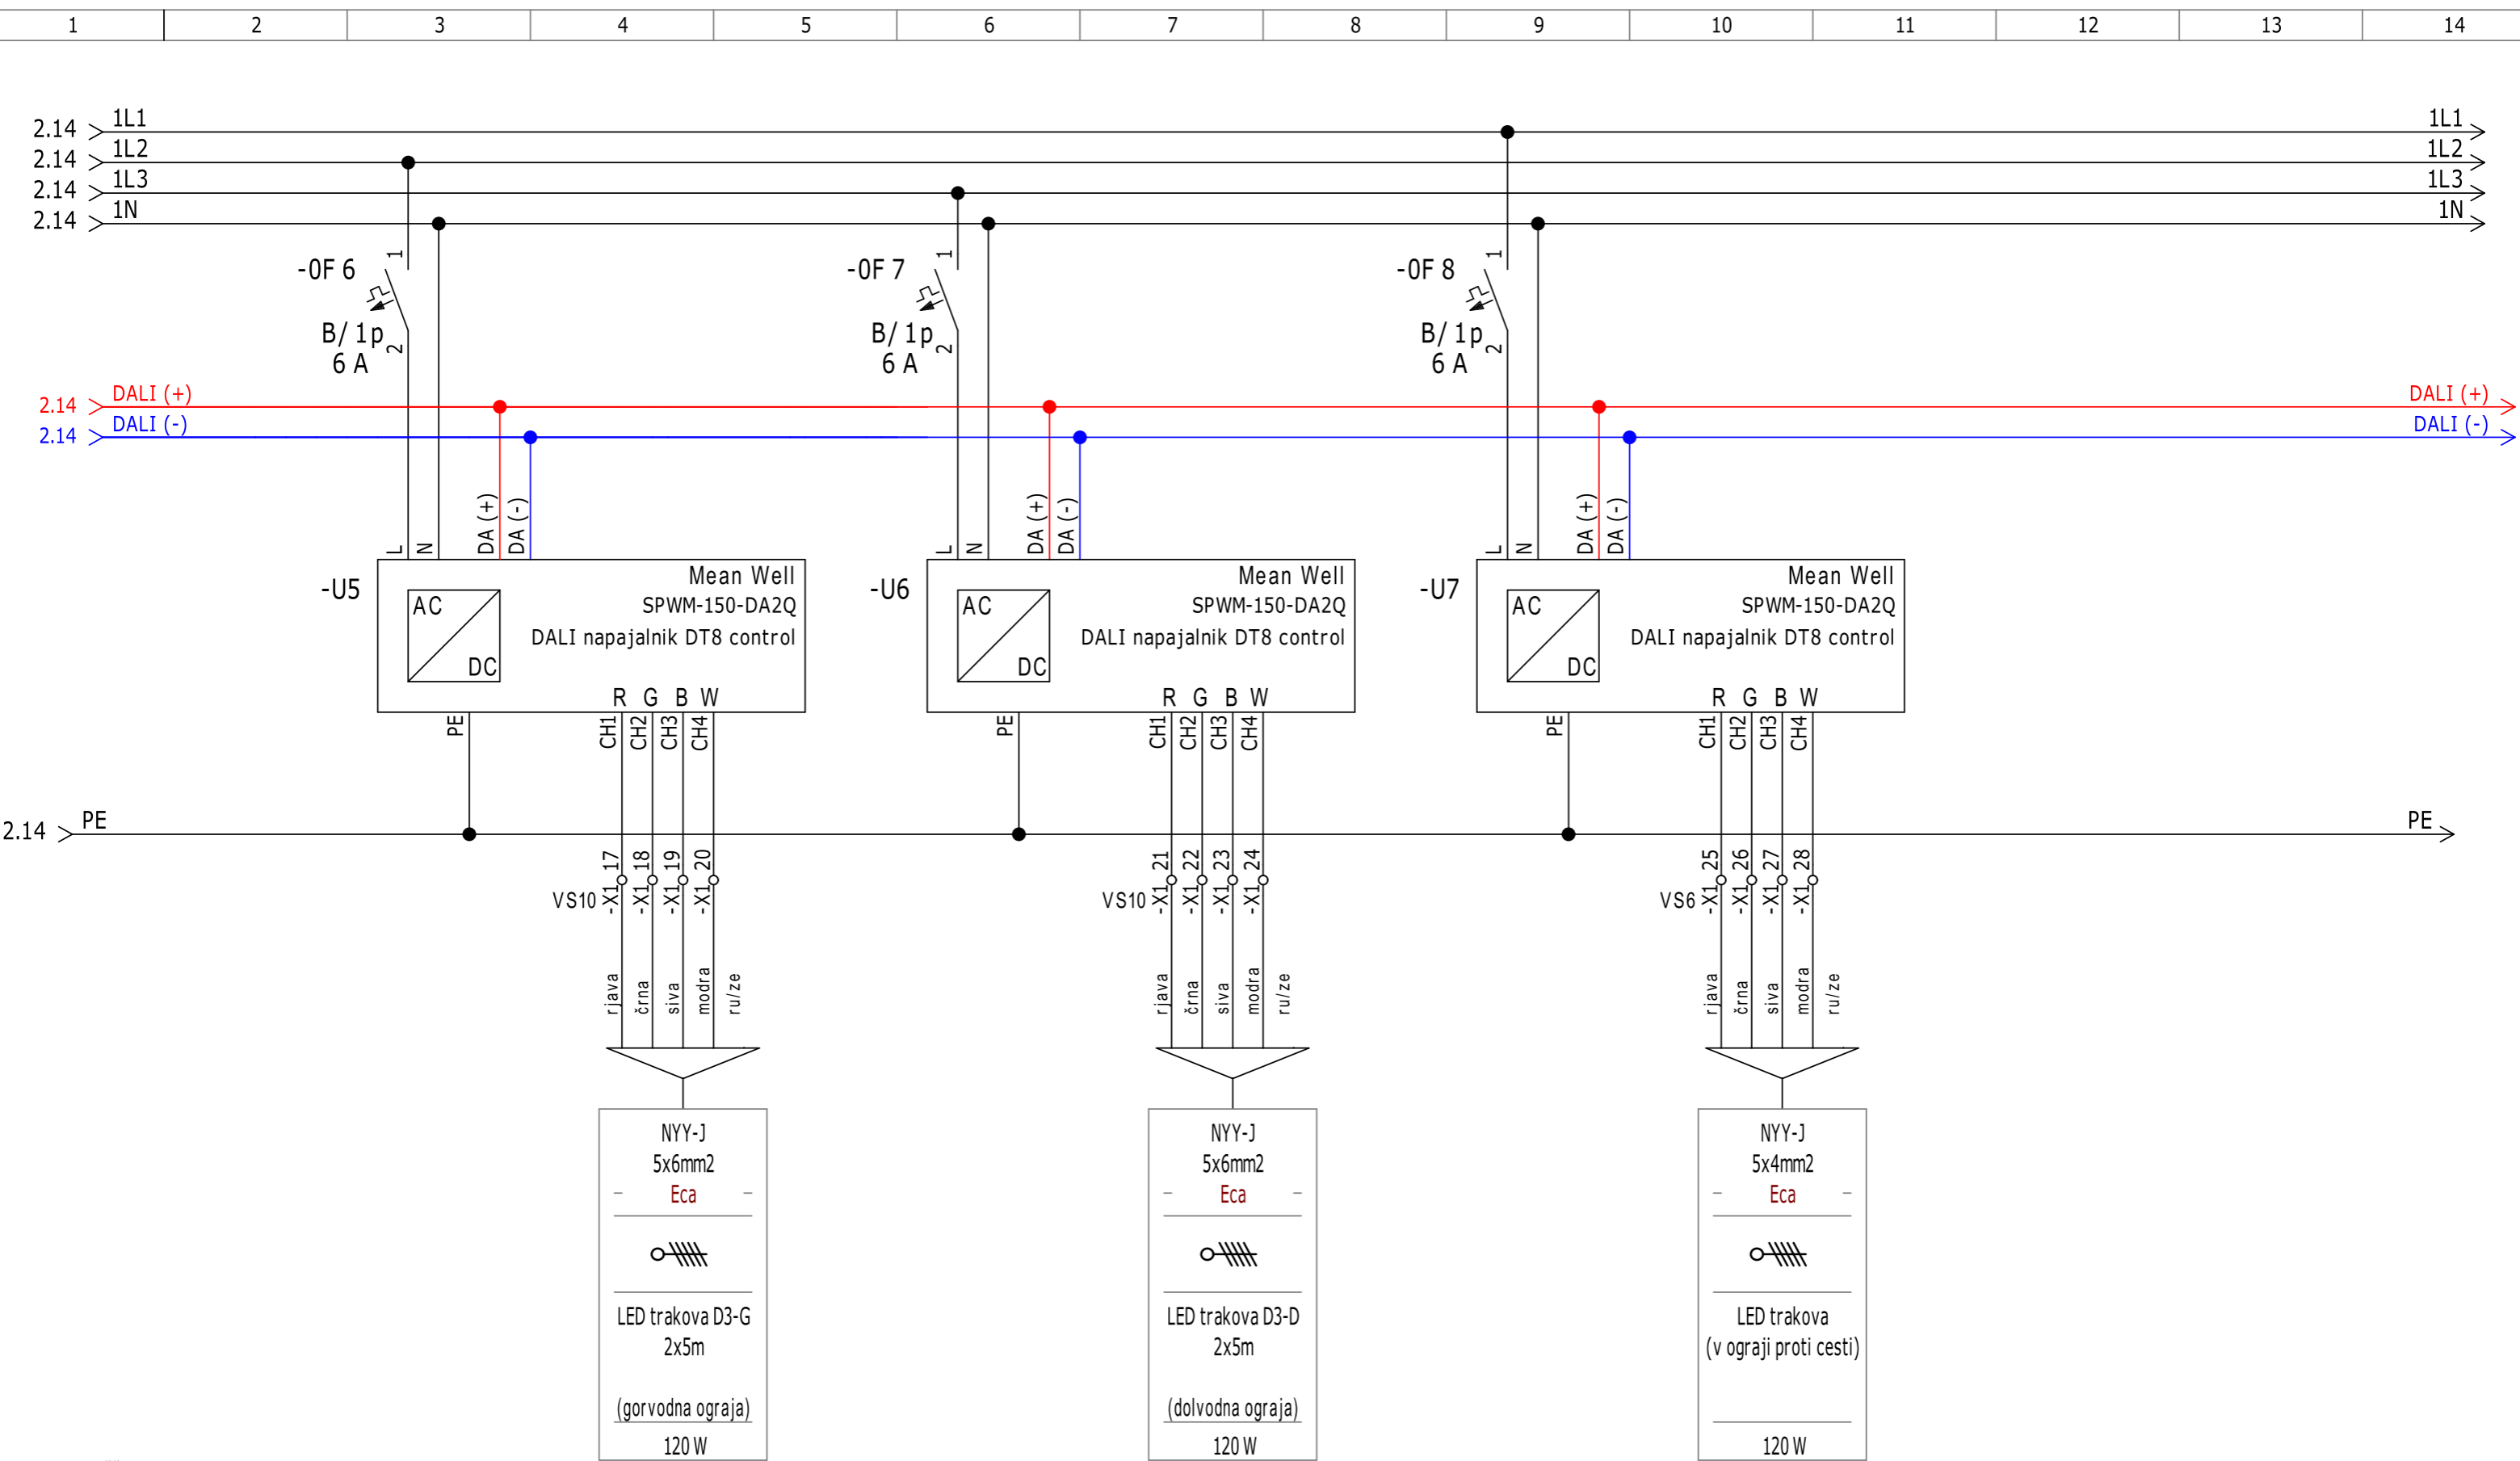 1 2 3 4 5 6 7 8 9 10 11 12 13 14
2.14 1L1 1L1
2.14 1L2 1L2
2.14 1L3 1L3
2.14 1N 1N
-0F 6 1 -0F 7 1 -0F 8 1
B/ 1p 2 B/ 1p 2 B/ 1p 2
6 A 6 A 6 A
2.14 DALI (+) DALI (+)
2.14 DALI (-) DALI (-)
L N DA (+) DA (-) L N DA (+) DA (-) L N DA (+) DA (-)
-U5 Mean Well -U6 Mean Well -U7 Mean Well
AC SPWM-150-DA2Q AC SPWM-150-DA2Q AC SPWM-150-DA2Q
DALI napajalnik DT8 control DALI napajalnik DT8 control DALI napajalnik DT8 control
DC DC DC
R G B W R G B W R G B W
PE CH1 CH2 CH3 CH4 PE CH1 CH2 CH3 CH4 PE CH1 CH2 CH3 CH4
2.14 PE PE
17 18 19 20 21 22 23 24 25 26 27 28
VS10 -X1 -X1 -X1 -X1 VS10 -X1 -X1 -X1 -X1 VS6 -X1 -X1 -X1 -X1
rjava črna siva modra ru/ze rjava črna siva modra ru/ze rjava črna siva modra ru/ze
NYY-J NYY-J NYY-J
5x6mm2 5x6mm2 5x4mm2
- Eca - - Eca - - Eca -
LED trakova D3-G LED trakova D3-D LED trakova
2x5m 2x5m (v ograji proti cesti)
(gorvodna ograja) (dolvodna ograja)
120 W 120 W 120 W